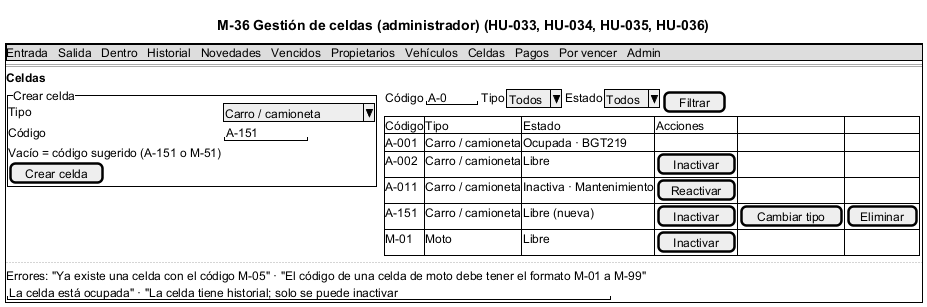 M-36 Gestión de celdas (administrador) (HU-033, HU-034, HU-035, HU-036)
Entrada Salida Dentro Historial Novedades Vencidos Propietarios Vehículos Celdas Pagos Por vencer Admin
Celdas
Crear celda
Tipo Carro / camioneta
Código A-151
Vacío = código sugerido (A-151 o M-51)
Crear celda
Código A-0 Tipo Todos Estado Todos Filtrar
Código Tipo Estado Acciones
A-001 Carro / camioneta Ocupada · BGT219
A-002 Carro / camioneta Libre Inactivar
A-011 Carro / camioneta Inactiva · Mantenimiento Reactivar
A-151 Carro / camioneta Libre (nueva) Inactivar Cambiar tipo Eliminar
M-01 Moto Libre Inactivar
Errores: "Ya existe una celda con el código M-05" · "El código de una celda de moto debe tener el formato M-01 a M-99"
La celda está ocupada" · "La celda tiene historial; solo se puede inactivar